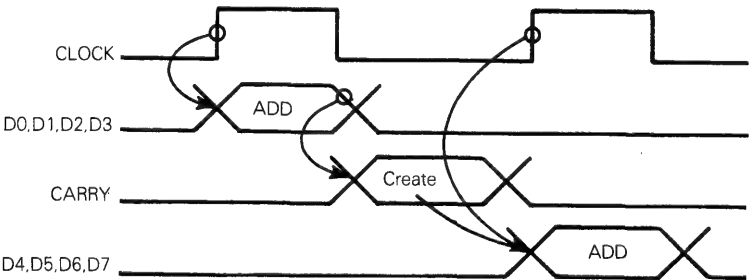 CLOCK
D0,D1,D2,D3
ADD
CARRY
Create
D4,D5,D6,D7
ADD